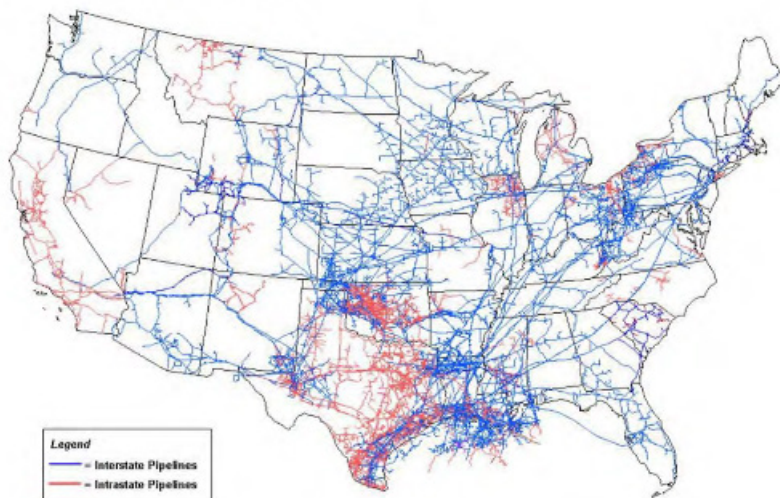 Legend
= Interstate Pipelines
= Intrastate Pipelines